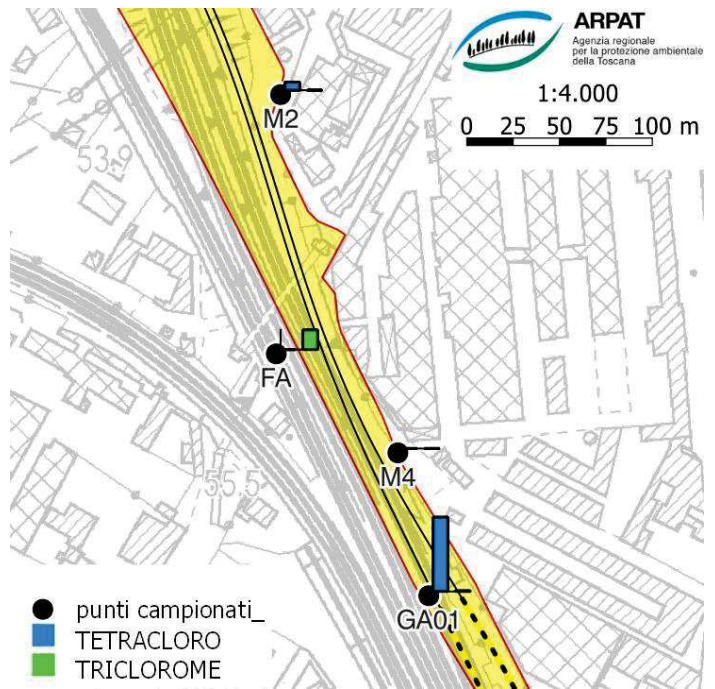 ARPAT
Agenzia regionale
per la protezione ambientale
della Toscana
1:4.000
0 25 50 75 100 m
M2
53.9
FA
M4
55.5
GA01
punti campionati_
TETRACLORO
TRICLOROME